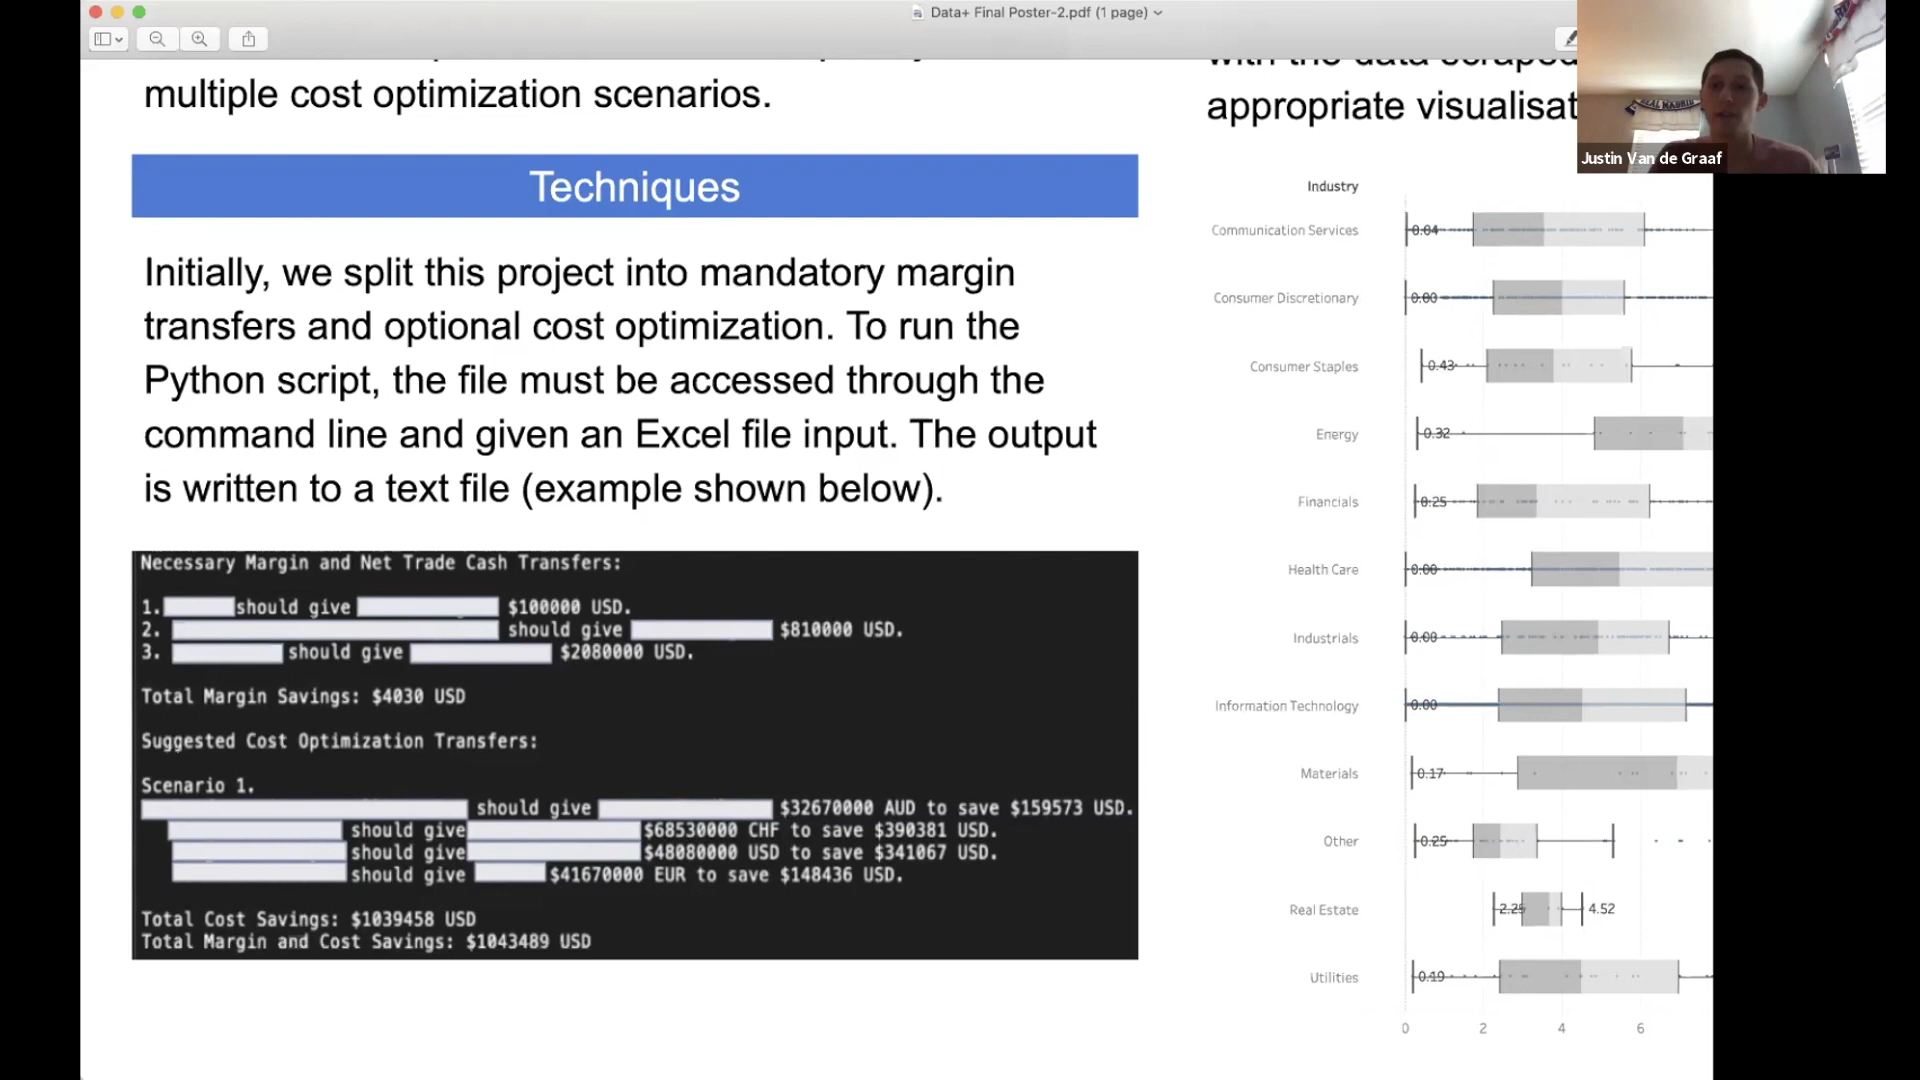 Data+ Final Poster-2.pdf (1 page)
multiple cost optimization scenarios.
Techniques
Initially, we split this project into mandatory margin
transfers and optional cost optimization. To run the
Python script, the file must be accessed through the
command line and given an Excel file input. The output
is written to a text file (example shown below).
Necessary Margin and Net Trade Cash Transfers:
1. should give $100000 USD.
2. should give $810000 USD.
3. should give $2080000 USD.
Total Margin Savings: $4030 USD
Suggested Cost Optimization Transfers:
Scenario 1.
should give $32670000 AUD to save $159573 USD.
should give $68530000 CHF to save $390381 USD.
should give $48080000 USD to save $341067 USD.
should give $41670000 EUR to save $148436 USD.
Total Cost Savings: $1039458 USD
Total Margin and Cost Savings: $1043489 USD
with the data scraped
appropriate visualisat
REAL MADRID
Justin Van de Graaf
Industry
Communication Services 0.04
Consumer Discretionary 0.00
Consumer Staples 0.43
Energy 0.32
Financials 0.25
Health Care 0.00
Industrials 0.00
Information Technology 0.00
Materials 0.17
Other 0.25
Real Estate 2.25 4.52
Utilities 0.19
0 2 4 6